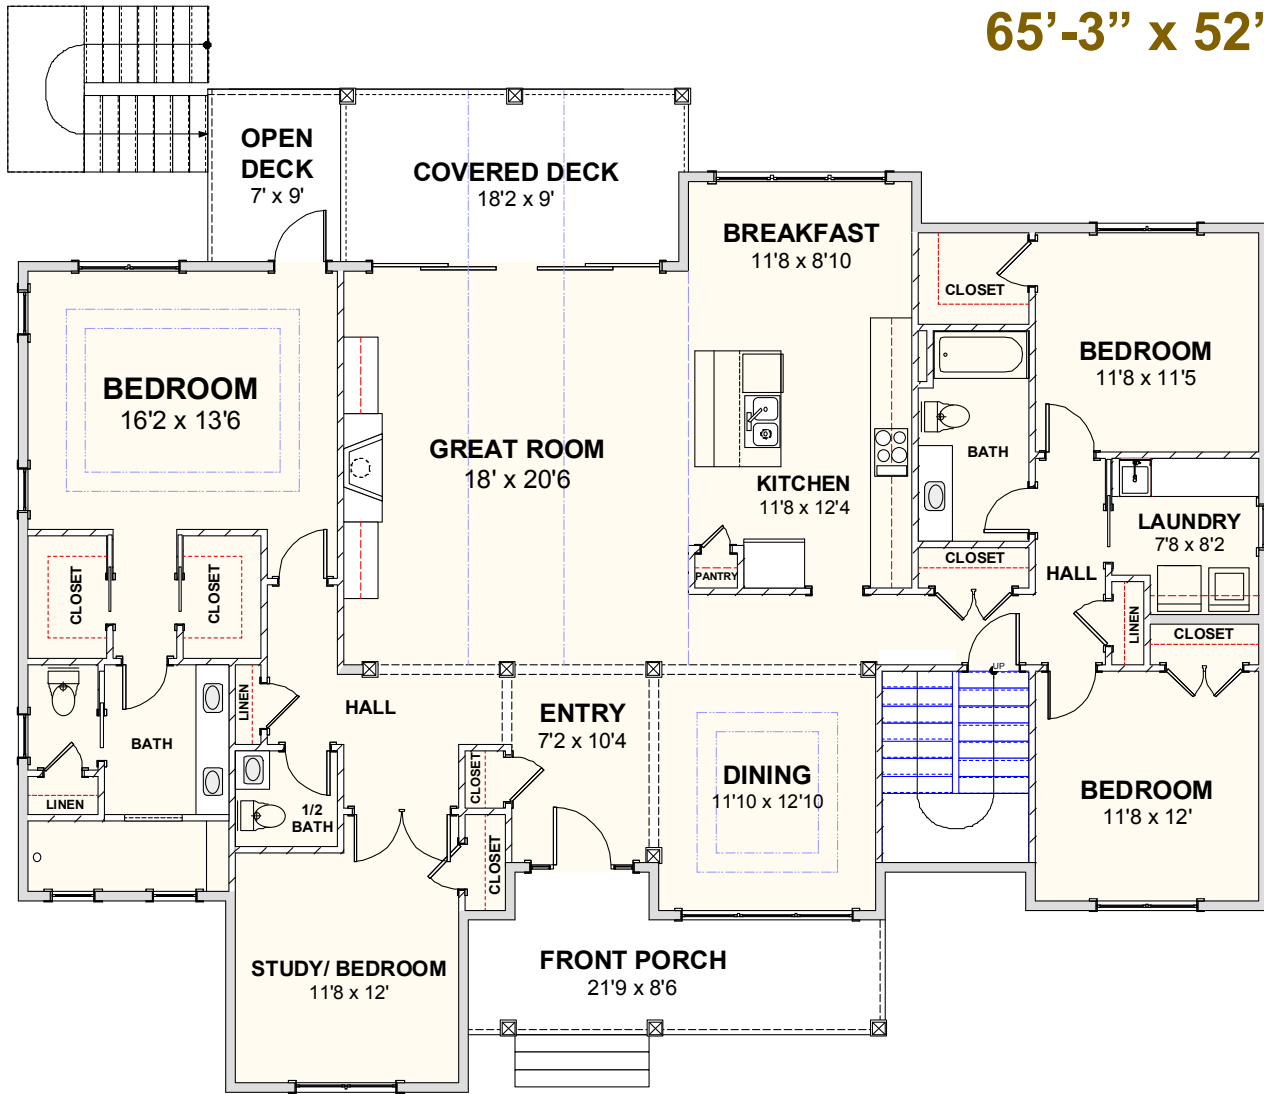 65’-3” x 52’
OPEN
DECK
7' x 9'
COVERED DECK
18'2 x 9'
BREAKFAST
11'8 x 8'10
CLOSET
BEDROOM
11'8 x 11'5
BEDROOM
16'2 x 13'6
GREAT ROOM
18' x 20'6
KITCHEN
11'8 x 12'4
BATH
LAUNDRY
7'8 x 8'2
PANTRY
CLOSET
HALL
CLOSET
CLOSET
LINEN
CLOSET
UP
LINEN
HALL
ENTRY
7'2 x 10'4
BATH
LINEN
CLOSET
DINING
11'10 x 12'10
BEDROOM
11'8 x 12'
1/2
BATH
CLOSET
STUDY/ BEDROOM
11'8 x 12'
FRONT PORCH
21'9 x 8'6